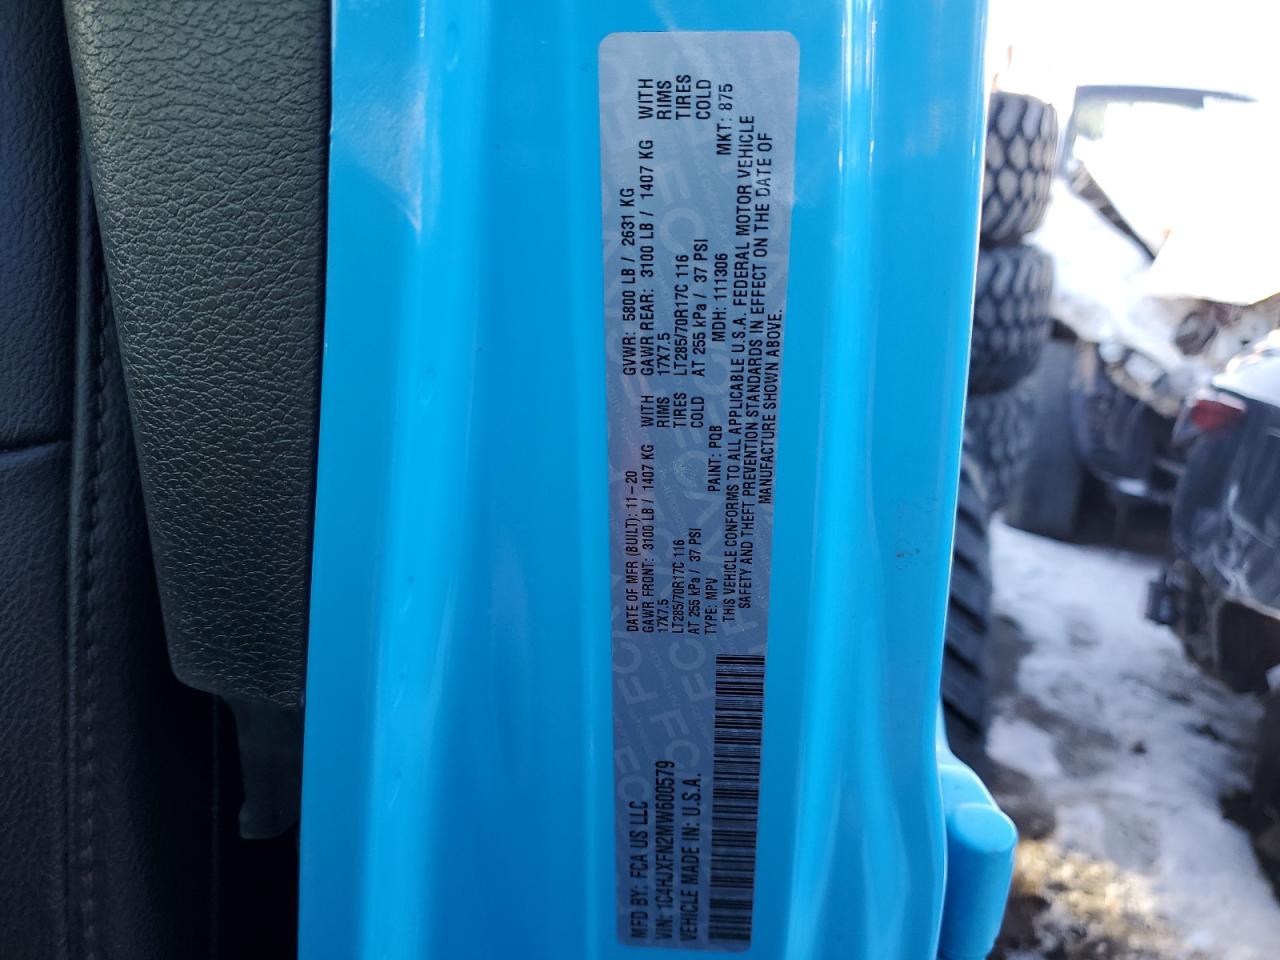 MFD BY: FCA US LLC
VIN: 1C4HJXFN2MW600579
VEHICLE MADE IN: U.S.A.
DATE OF MFR (BUILT): 11-20 GVWR: 5800 LB / 2631 KG
GAWR FRONT: 3100 LB / 1407 KG WITH GAWR REAR: 3100 LB / 1407 KG WITH
17X7.5 RIMS 17X7.5 RIMS
LT285/70R17C 116 TIRES LT285/70R17C 116 TIRES
AT 255 kPa / 37 PSI COLD AT 255 kPa / 37 PSI COLD
TYPE: MPV PAINT: PQB MDH: 111306 MKT: 875
THIS VEHICLE CONFORMS TO ALL APPLICABLE U.S.A. FEDERAL MOTOR VEHICLE
SAFETY AND THEFT PREVENTION STANDARDS IN EFFECT ON THE DATE OF
MANUFACTURE SHOWN ABOVE.